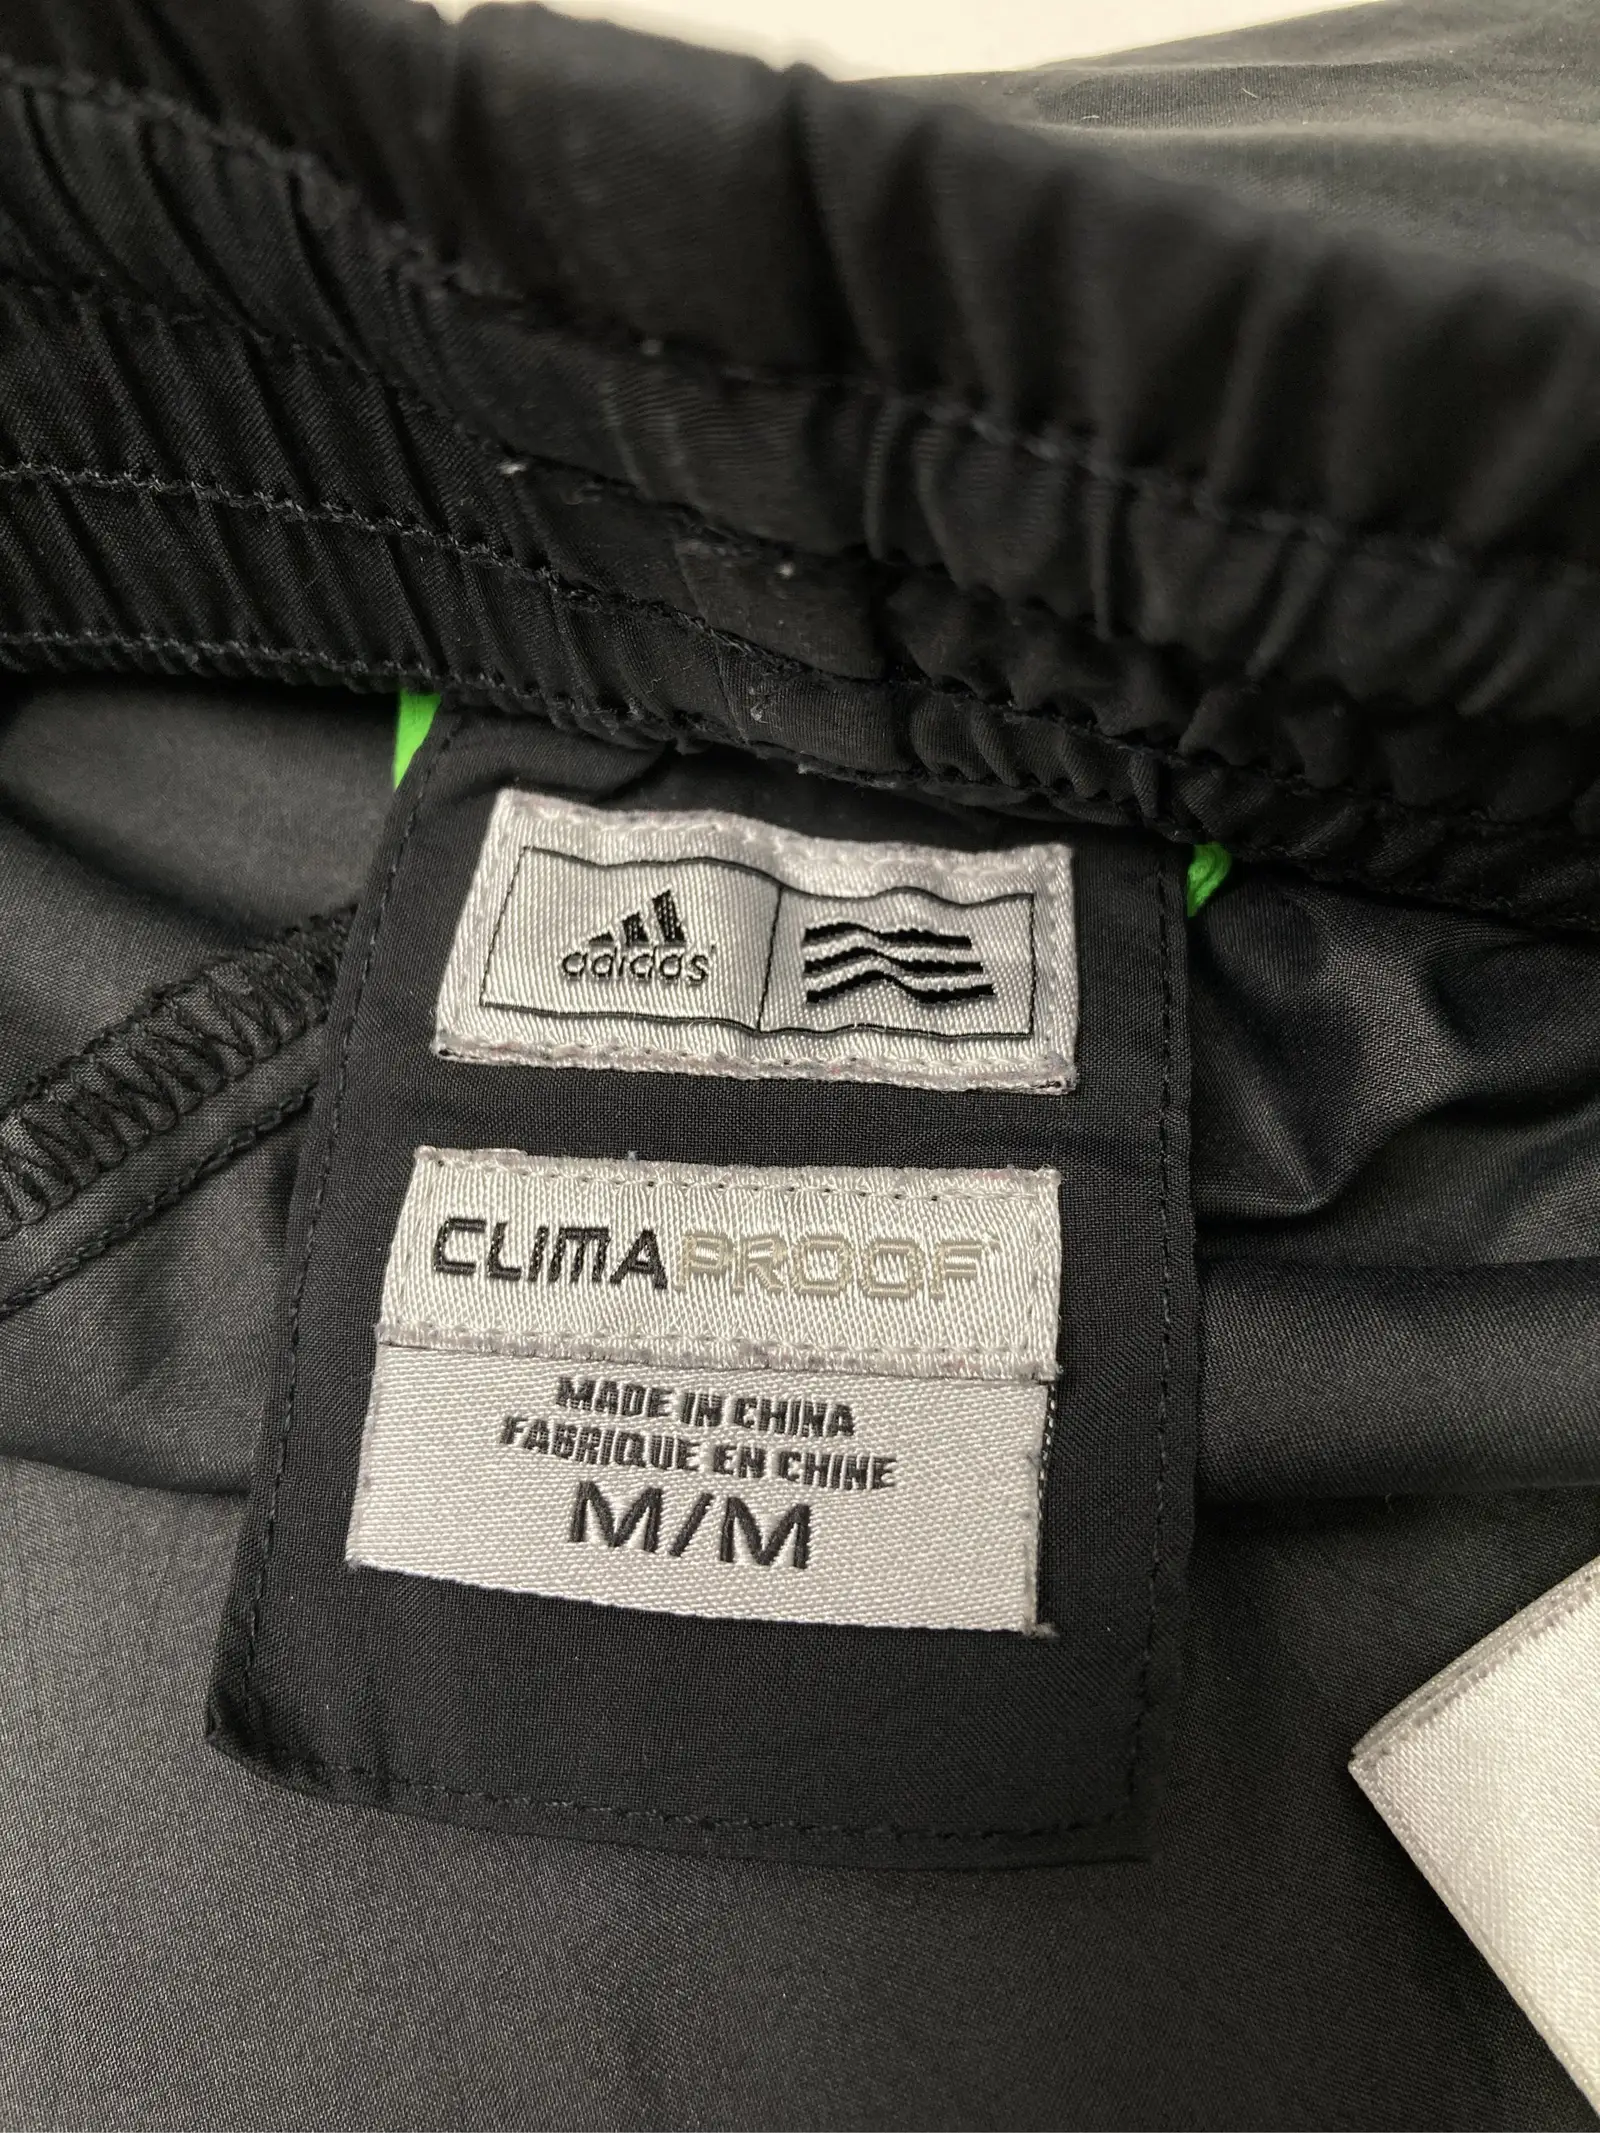 adidas
CLIMAPROOF
MADE IN CHINA
FABRIQUE EN CHINE
M/M